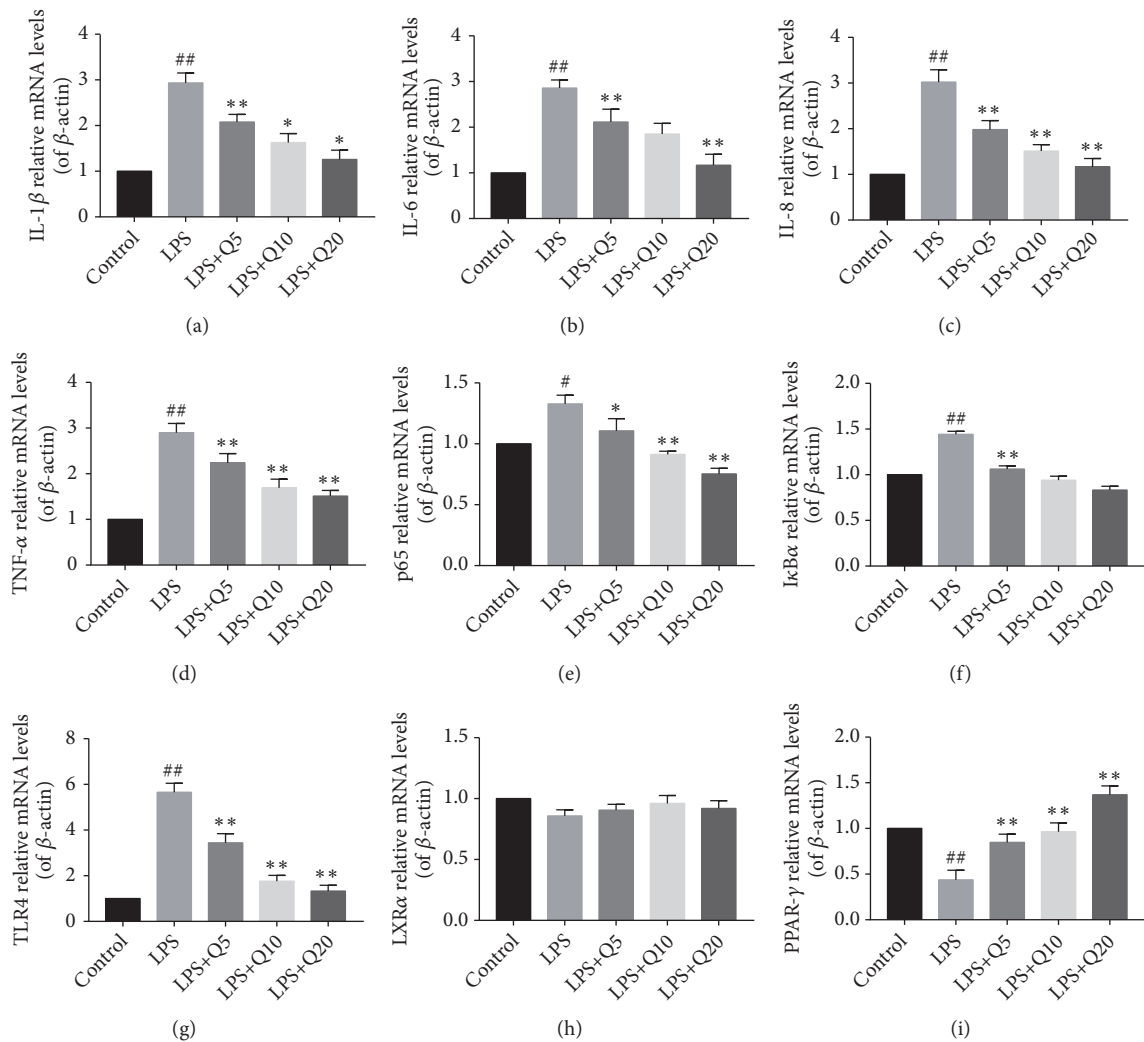 IL-1β relative mRNA levels
(of β-actin)
4
3
2
1
0
##
**
*
*
Control
LPS
LPS+Q5
LPS+Q10
LPS+Q20
(a)
IL-6 relative mRNA levels
(of β-actin)
4
3
2
1
0
##
**
**
Control
LPS
LPS+Q5
LPS+Q10
LPS+Q20
(b)
IL-8 relative mRNA levels
(of β-actin)
4
3
2
1
0
##
**
**
**
Control
LPS
LPS+Q5
LPS+Q10
LPS+Q20
(c)
TNF-α relative mRNA levels
(of β-actin)
4
3
2
1
0
##
**
**
**
Control
LPS
LPS+Q5
LPS+Q10
LPS+Q20
(d)
p65 relative mRNA levels
(of β-actin)
1.5
1.0
0.5
0.0
#
*
**
**
Control
LPS
LPS+Q5
LPS+Q10
LPS+Q20
(e)
IκBα relative mRNA levels
(of β-actin)
2.0
1.5
1.0
0.5
0.0
##
**
Control
LPS
LPS+Q5
LPS+Q10
LPS+Q20
(f)
TLR4 relative mRNA levels
(of β-actin)
8
6
4
2
0
##
**
**
**
Control
LPS
LPS+Q5
LPS+Q10
LPS+Q20
(g)
LXRα relative mRNA levels
(of β-actin)
1.5
1.0
0.5
0.0
Control
LPS
LPS+Q5
LPS+Q10
LPS+Q20
(h)
PPAR-γ relative mRNA levels
(of β-actin)
2.0
1.5
1.0
0.5
0.0
##
**
**
**
Control
LPS
LPS+Q5
LPS+Q10
LPS+Q20
(i)